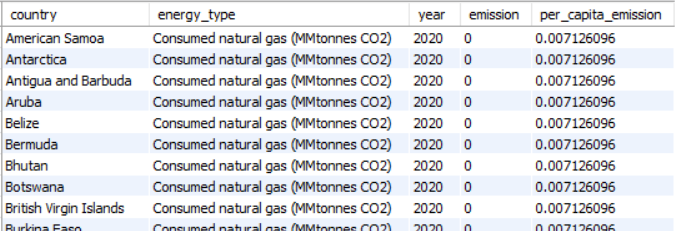 country energy_type year emission per_capita_emission
American Samoa Consumed natural gas (MMtonnes CO2) 2020 0 0.007126096
Antarctica Consumed natural gas (MMtonnes CO2) 2020 0 0.007126096
Antigua and Barbuda Consumed natural gas (MMtonnes CO2) 2020 0 0.007126096
Aruba Consumed natural gas (MMtonnes CO2) 2020 0 0.007126096
Belize Consumed natural gas (MMtonnes CO2) 2020 0 0.007126096
Bermuda Consumed natural gas (MMtonnes CO2) 2020 0 0.007126096
Bhutan Consumed natural gas (MMtonnes CO2) 2020 0 0.007126096
Botswana Consumed natural gas (MMtonnes CO2) 2020 0 0.007126096
British Virgin Islands Consumed natural gas (MMtonnes CO2) 2020 0 0.007126096
Burkina Faso Consumed natural gas (MMtonnes CO2) 2020 0 0.007126096